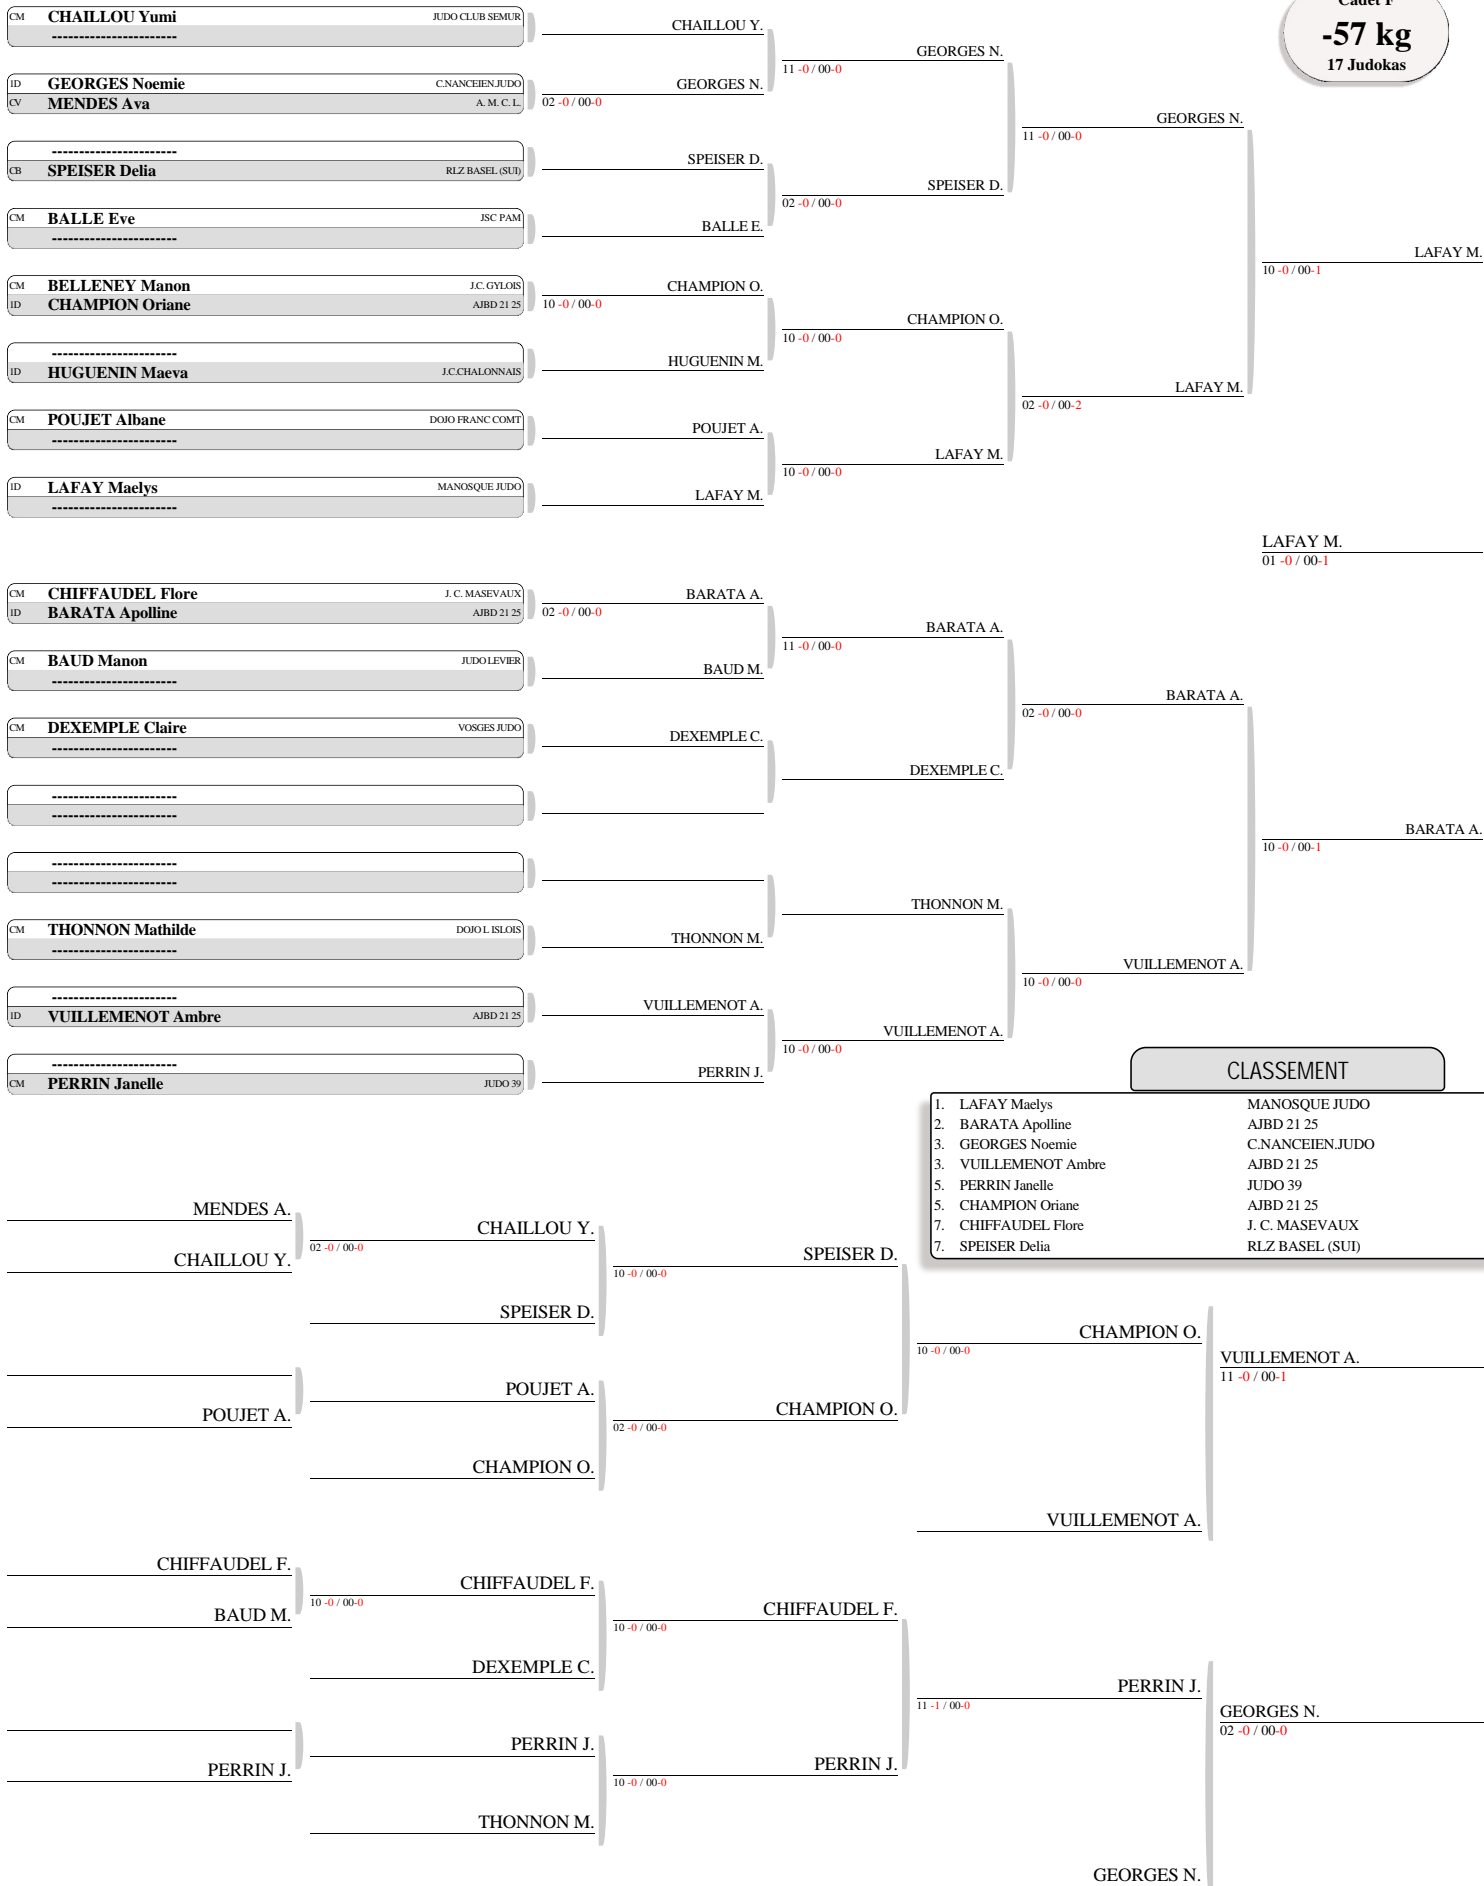 Cadet F
-57 kg
17 Judokas
CM CHAILLOU Yumi JUDO CLUB SEMUR
-----------------------
1D GEORGES Noemie C.NANCEIEN.JUDO
CV MENDES Ava A. M. C. L.
-----------------------
CB SPEISER Delia RLZ BASEL (SUI)
CM BALLE Eve JSC PAM
-----------------------
CM BELLENEY Manon J.C. GYLOIS
1D CHAMPION Oriane AJBD 21 25
-----------------------
1D HUGUENIN Maeva J.C.CHALONNAIS
CM POUJET Albane DOJO FRANC COMT
-----------------------
1D LAFAY Maelys MANOSQUE JUDO
-----------------------
CM CHIFFAUDEL Flore J. C. MASEVAUX
1D BARATA Apolline AJBD 21 25
CM BAUD Manon JUDO LEVIER
-----------------------
CM DEXEMPLE Claire VOSGES JUDO
-----------------------
-----------------------
-----------------------
-----------------------
-----------------------
CM THONNON Mathilde DOJO L ISLOIS
-----------------------
-----------------------
1D VUILLEMENOT Ambre AJBD 21 25
-----------------------
CM PERRIN Janelle JUDO 39
CHAILLOU Y.
GEORGES N.
02 -0 / 00-0
SPEISER D.
BALLE E.
CHAMPION O.
10 -0 / 00-0
HUGUENIN M.
POUJET A.
LAFAY M.
BARATA A.
02 -0 / 00-0
BAUD M.
DEXEMPLE C.
THONNON M.
VUILLEMENOT A.
PERRIN J.
GEORGES N.
11 -0 / 00-0
SPEISER D.
02 -0 / 00-0
CHAMPION O.
10 -0 / 00-0
LAFAY M.
10 -0 / 00-0
BARATA A.
11 -0 / 00-0
DEXEMPLE C.
THONNON M.
VUILLEMENOT A.
10 -0 / 00-0
GEORGES N.
11 -0 / 00-0
LAFAY M.
02 -0 / 00-2
BARATA A.
02 -0 / 00-0
VUILLEMENOT A.
10 -0 / 00-0
LAFAY M.
10 -0 / 00-1
LAFAY M.
01 -0 / 00-1
BARATA A.
10 -0 / 00-1
CLASSEMENT
1. LAFAY Maelys MANOSQUE JUDO
2. BARATA Apolline AJBD 21 25
3. GEORGES Noemie C.NANCEIEN.JUDO
3. VUILLEMENOT Ambre AJBD 21 25
5. PERRIN Janelle JUDO 39
5. CHAMPION Oriane AJBD 21 25
7. CHIFFAUDEL Flore J. C. MASEVAUX
7. SPEISER Delia RLZ BASEL (SUI)
MENDES A.
CHAILLOU Y.
POUJET A.
CHAILLOU Y.
02 -0 / 00-0
SPEISER D.
POUJET A.
CHAMPION O.
SPEISER D.
10 -0 / 00-0
CHAMPION O.
02 -0 / 00-0
CHAMPION O.
10 -0 / 00-0
VUILLEMENOT A.
VUILLEMENOT A.
11 -0 / 00-1
CHIFFAUDEL F.
BAUD M.
PERRIN J.
CHIFFAUDEL F.
10 -0 / 00-0
DEXEMPLE C.
PERRIN J.
THONNON M.
CHIFFAUDEL F.
10 -0 / 00-0
PERRIN J.
10 -0 / 00-0
PERRIN J.
11 -1 / 00-0
GEORGES N.
GEORGES N.
02 -0 / 00-0